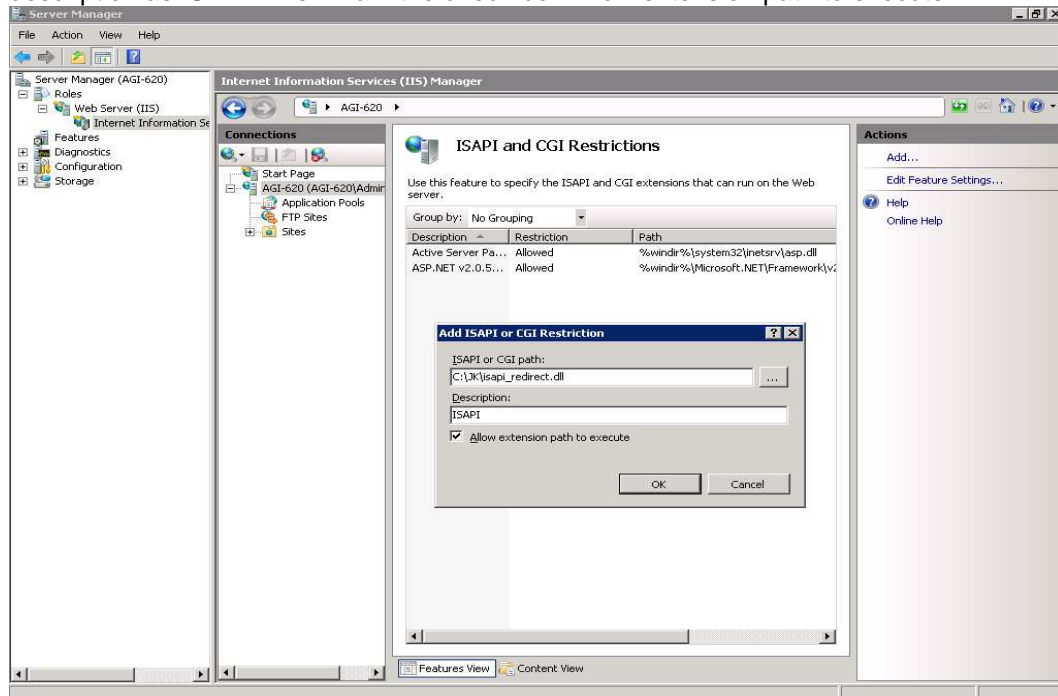 Server Manager
File Action View Help
Server Manager (AGI-620)
Roles
Web Server (IIS)
Internet Information Se
Features
Diagnostics
Configuration
Storage
Internet Information Services (IIS) Manager
AGI-620
Connections
Start Page
AGI-620 (AGI-620\Admir
Application Pools
FTP Sites
Sites
ISAPI and CGI Restrictions
Use this feature to specify the ISAPI and CGI extensions that can run on the Web
server.
Group by: No Grouping
Description Restriction Path
Active Server Pa... Allowed %windir%\system32\inetsrv\asp.dll
ASP.NET v2.0.5... Allowed %windir%\Microsoft.NET\Framework\v2
Add ISAPI or CGI Restriction
ISAPI or CGI path:
C:\JK\isapi_redirect.dll
...
Description:
ISAPI
Allow extension path to execute
OK Cancel
Features View Content View
Actions
Add...
Edit Feature Settings...
Help
Online Help